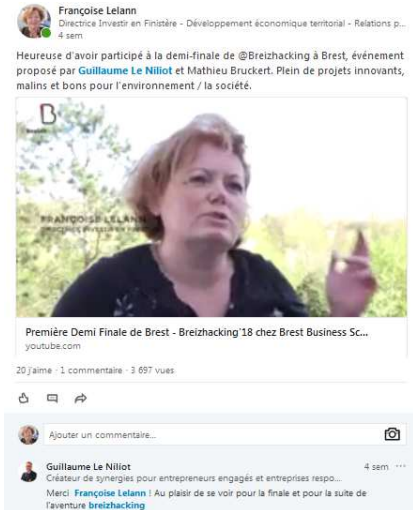 Françoise Lelann
Directrice Investir en Finistère - Développement économique territorial - Relations p...
4 sem
Heureuse d'avoir participé à la demi-finale de @Breizhacking à Brest, événement
proposé par Guillaume Le Niliot et Mathieu Bruckert. Plein de projets innovants,
malins et bons pour l'environnement / la société.
FRANÇOISE LELANN
DIRECTRICE INVESTIR EN
Première Demi Finale de Brest - Breizhacking'18 chez Brest Business Sc...
youtube.com
20 j'aime · 1 commentaire · 3 697 vues
Ajouter un commentaire...
Guillaume Le Niliot
4 sem ···
Créateur de synergies pour entrepreneurs engagés et entreprises respo...
Merci Françoise Lelann ! Au plaisir de se voir pour la finale et pour la suite de
l'aventure breizhacking